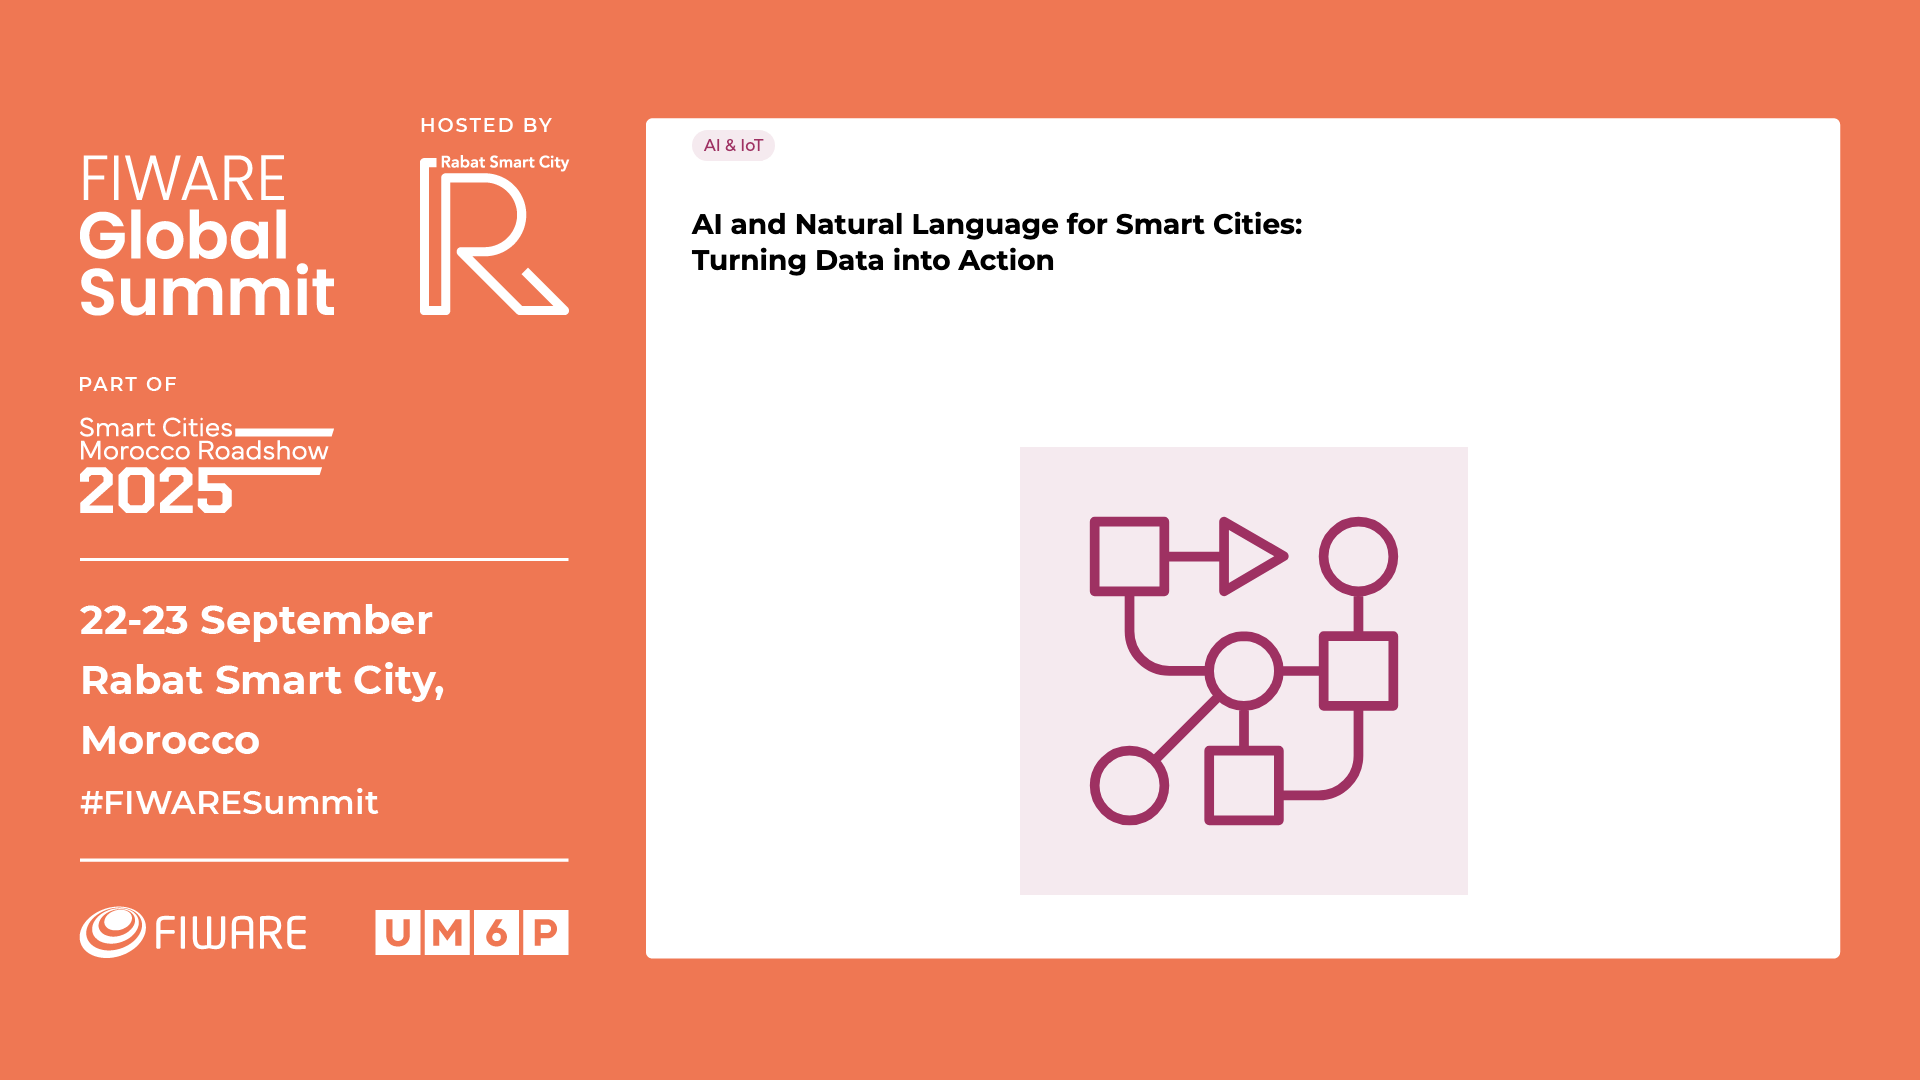 HOSTED BY
FIWARE
Global
Summit
Rabat Smart City
R
PART OF
Smart Cities
Morocco Roadshow
2025
22-23 September
Rabat Smart City,
Morocco
#FIWARESummit
FIWARE
UM6P
AI & IoT
AI and Natural Language for Smart Cities:
Turning Data into Action